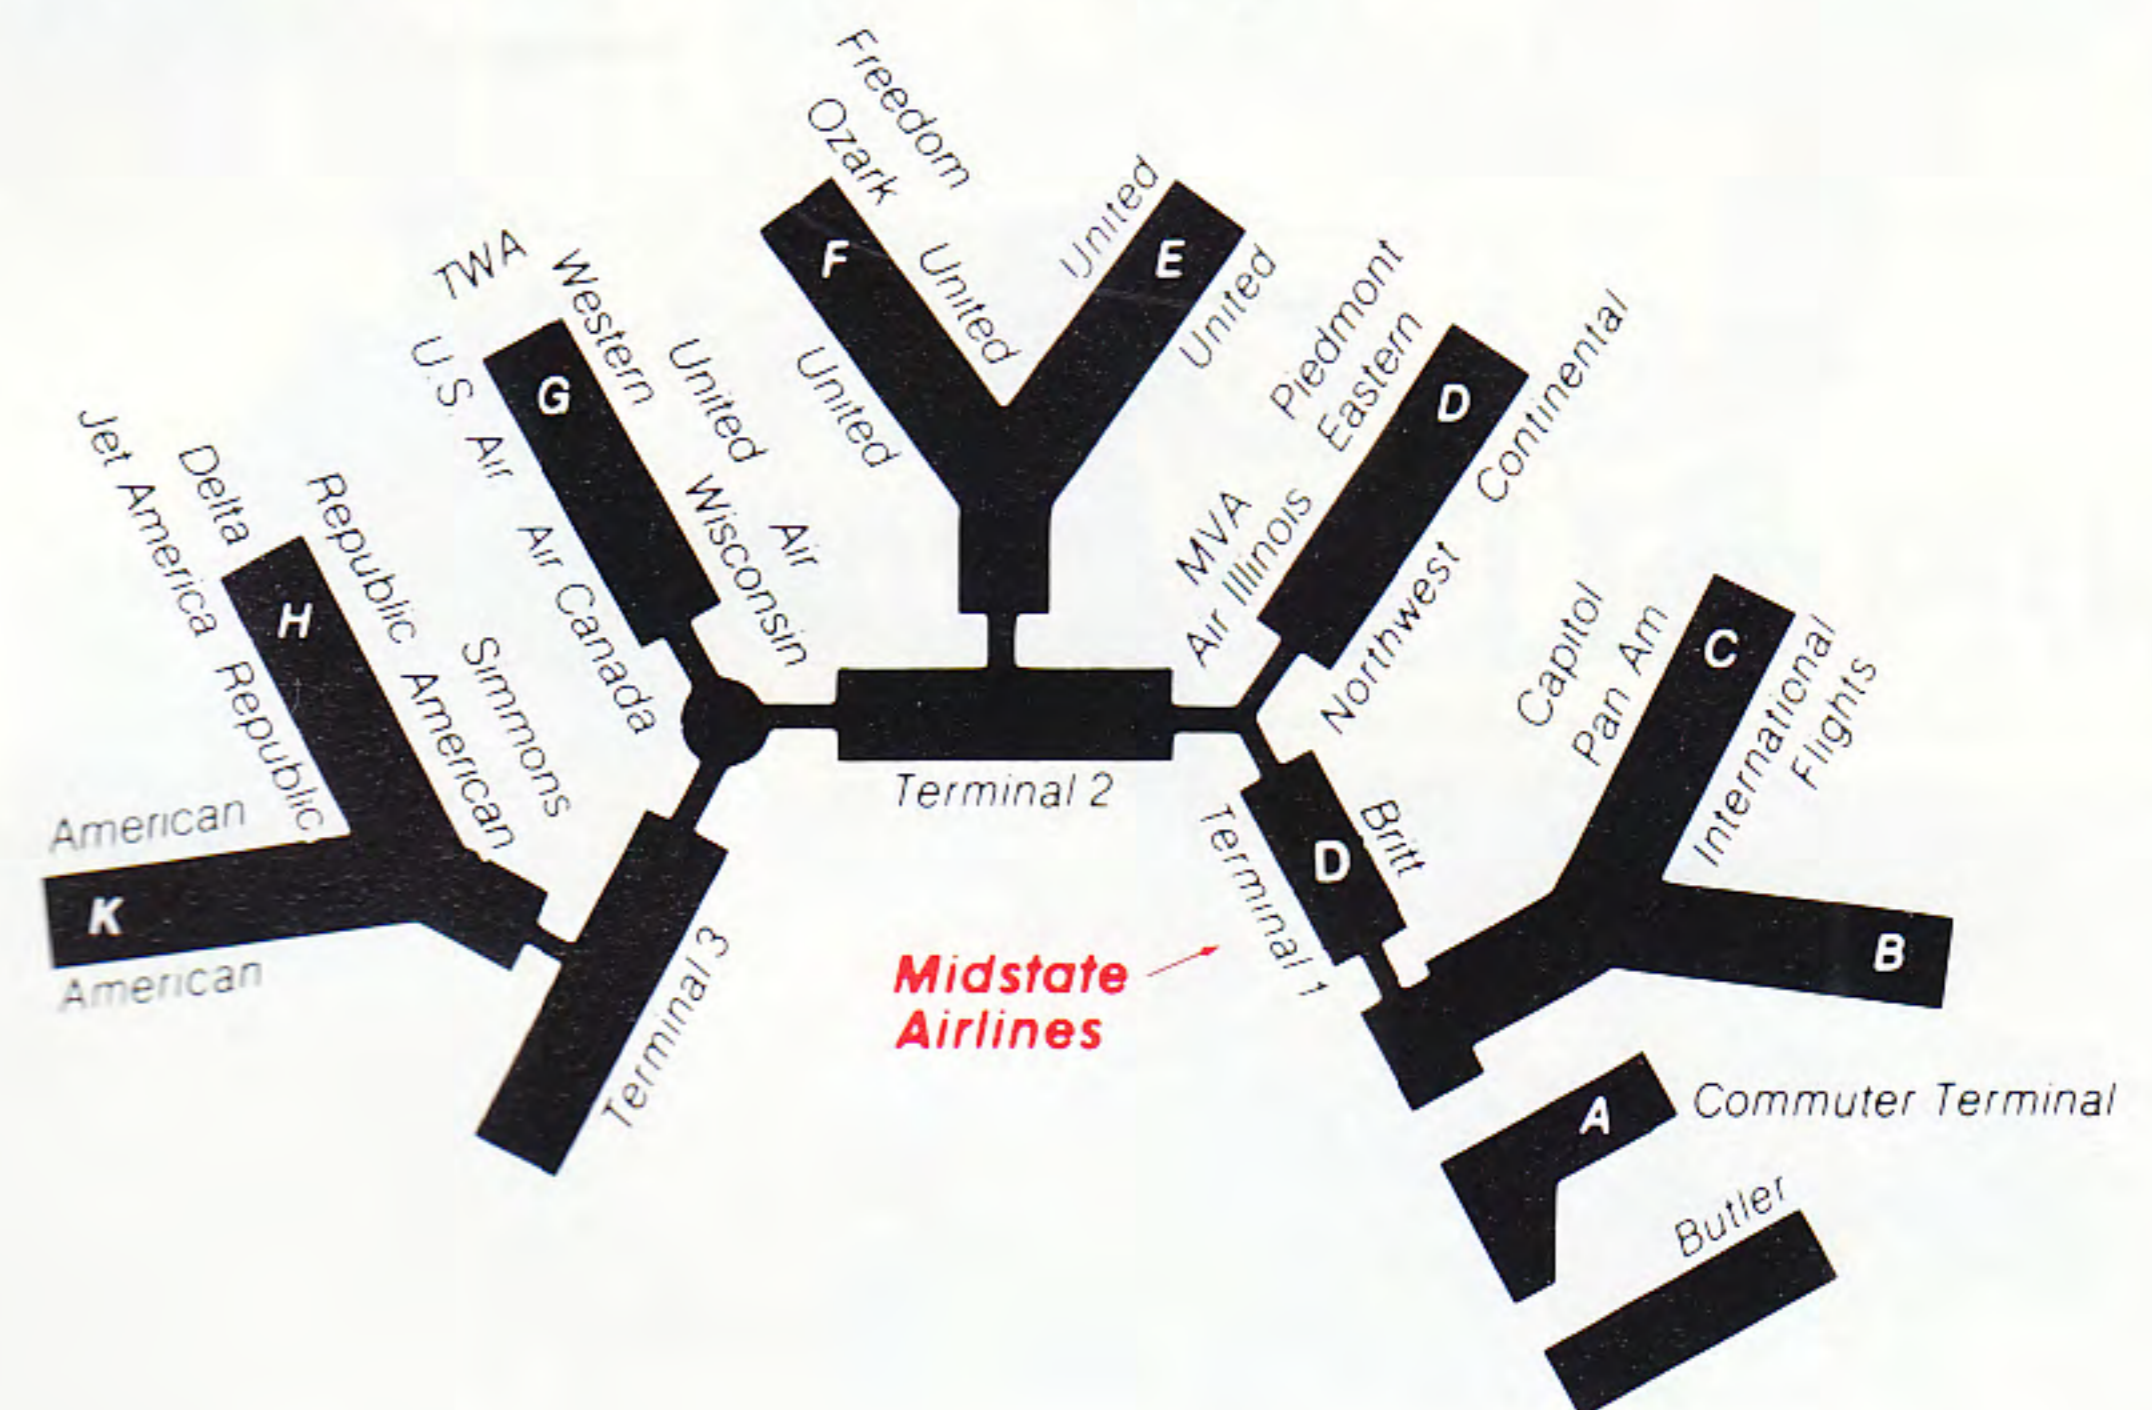 Freedom
Ozark
F
United
United
United
E
United
TWA
Western
G
U.S. Air
United
Air
Wisconsin
Air Canada
Piedmont
Eastern
D
Continental
MVA
Air Illinois
Northwest
Jet America
Delta
H
Republic
Republic
American
Simmons
American
K
American
Terminal 3
Terminal 2
Terminal 1
D
Britt
Midstate
Airlines
Capitol
Pan Am
C
International
Flights
B
A
Commuter Terminal
Butler